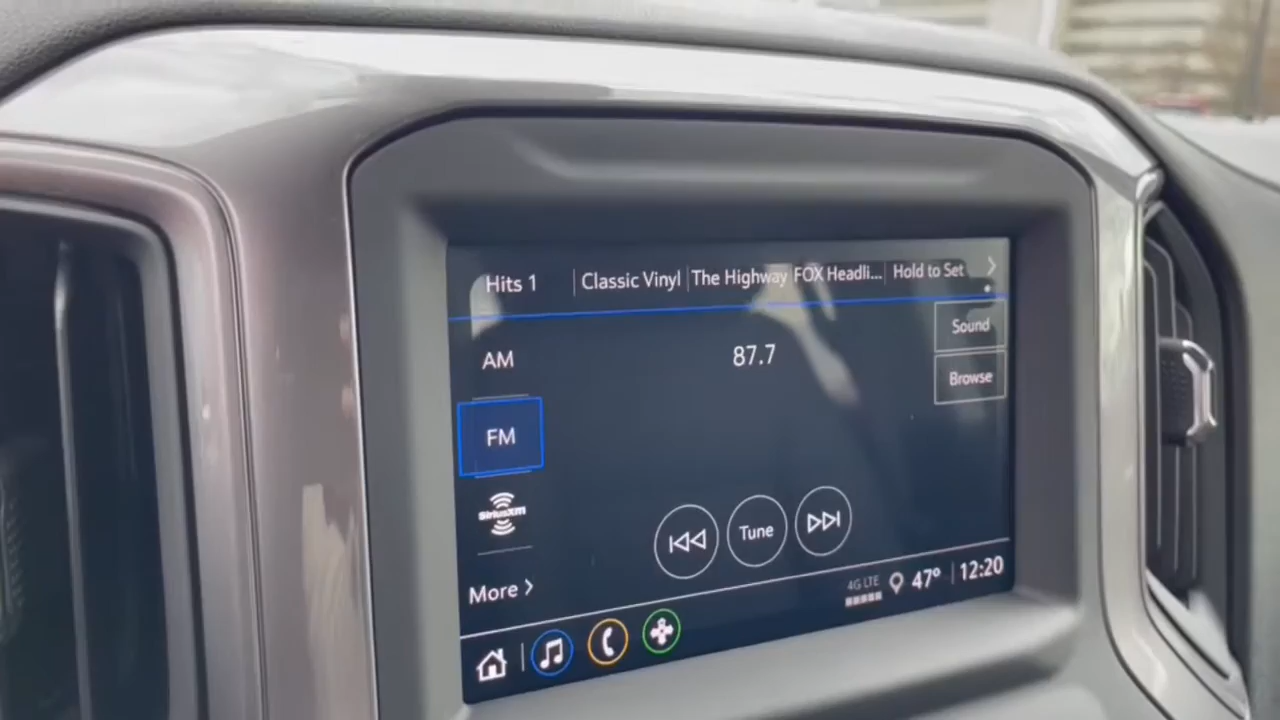 Hits 1
Classic Vinyl
The Highway
FOX Headli...
Hold to Set
Sound
AM
87.7
Browse
FM
SiriusXM
Tune
More
4G LTE
47°
12:20